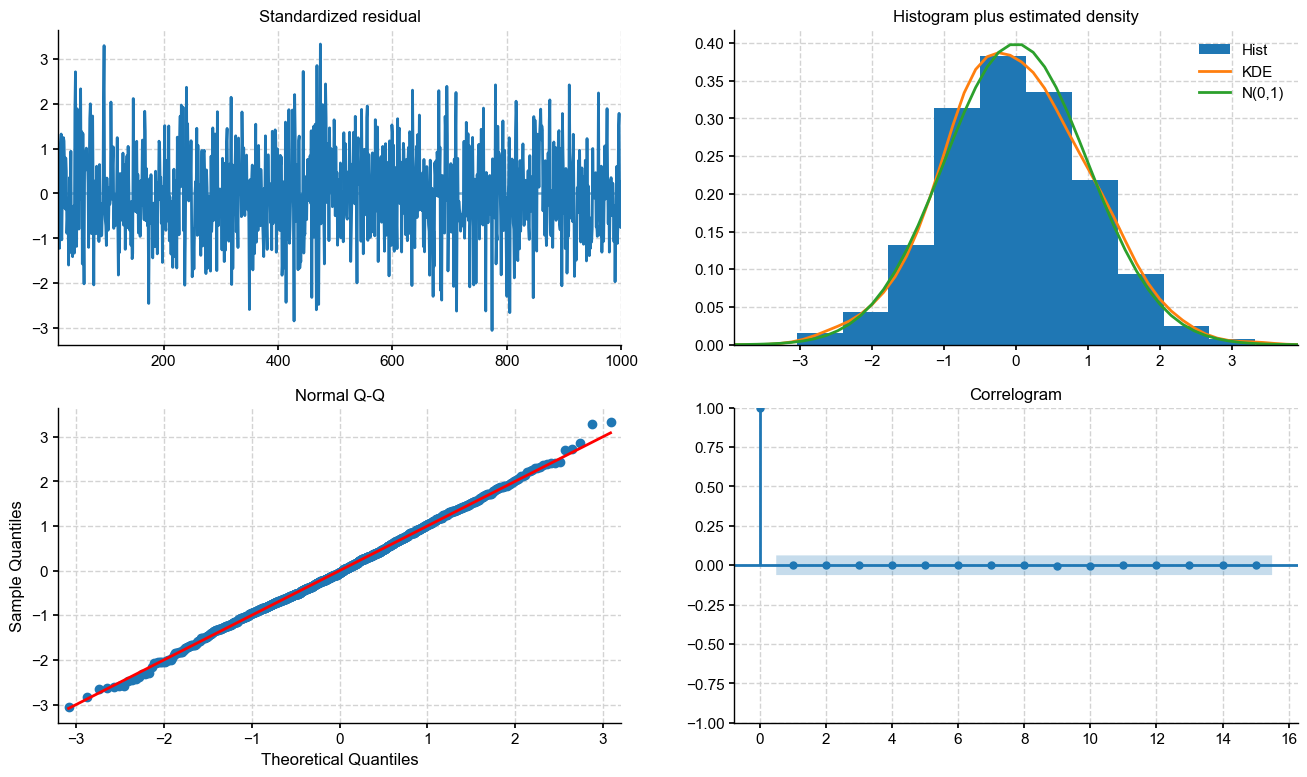 Standardized residual
3
2
1
0
−1
−2
−3
200 400 600 800 1000
Histogram plus estimated density
0.40
0.35
0.30
0.25
0.20
0.15
0.10
0.05
0.00
−3 −2 −1 0 1 2 3
Hist
KDE
N(0,1)
Normal Q-Q
Sample Quantiles
3
2
1
0
−1
−2
−3
−3 −2 −1 0 1 2 3
Theoretical Quantiles
Correlogram
1.00
0.75
0.50
0.25
0.00
−0.25
−0.50
−0.75
−1.00
0 2 4 6 8 10 12 14 16